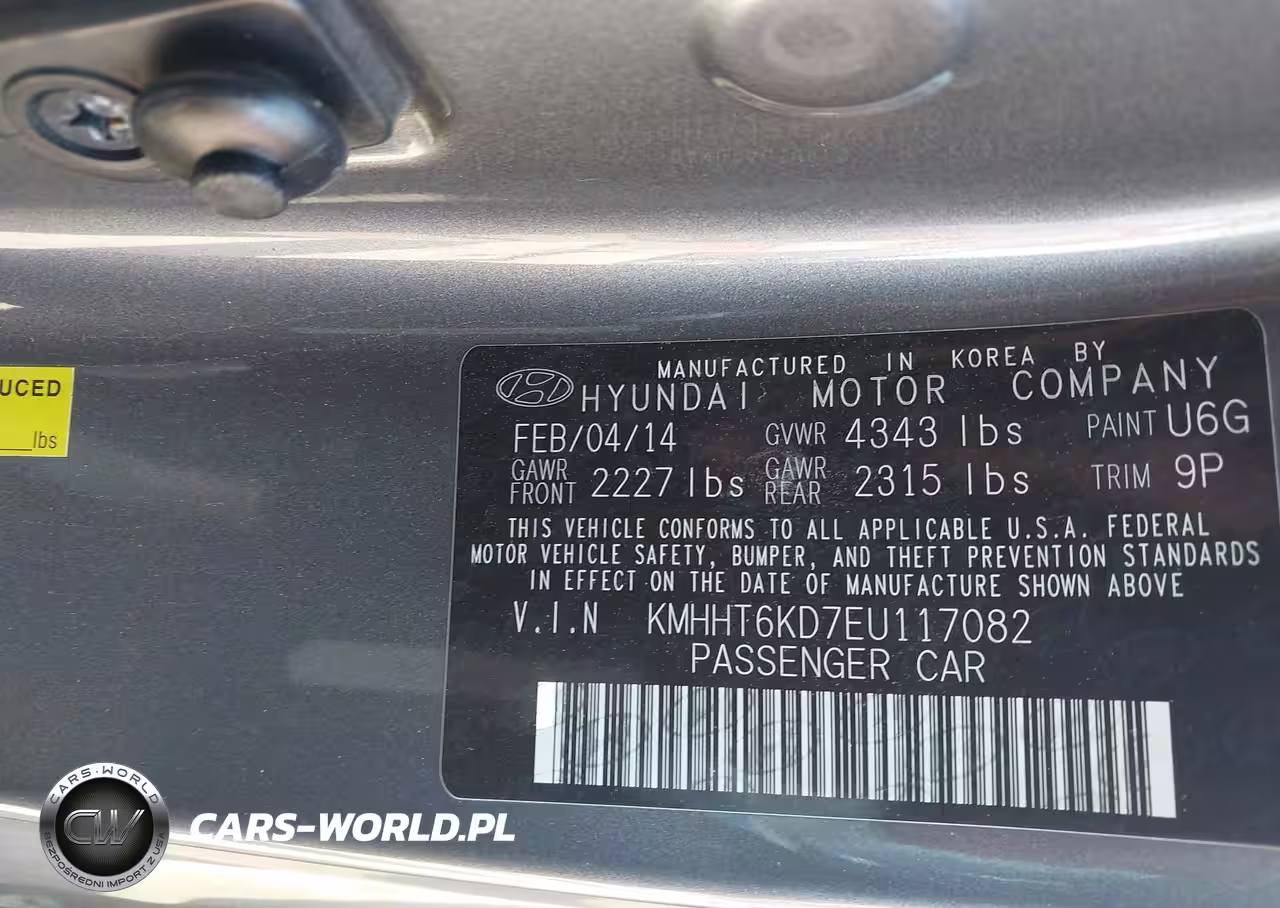 UCED
lbs
MANUFACTURED IN KOREA BY
HYUNDAI MOTOR COMPANY
FEB/04/14 GVWR 4343 lbs PAINT U6G
GAWR FRONT 2227 lbs GAWR REAR 2315 lbs TRIM 9P
THIS VEHICLE CONFORMS TO ALL APPLICABLE U.S.A. FEDERAL
MOTOR VEHICLE SAFETY, BUMPER, AND THEFT PREVENTION STANDARDS
IN EFFECT ON THE DATE OF MANUFACTURE SHOWN ABOVE
V.I.N KMHHT6KD7EU117082
PASSENGER CAR
CARS-WORLD
CW
BEZPOŚREDNI IMPORT Z USA
CARS-WORLD.PL